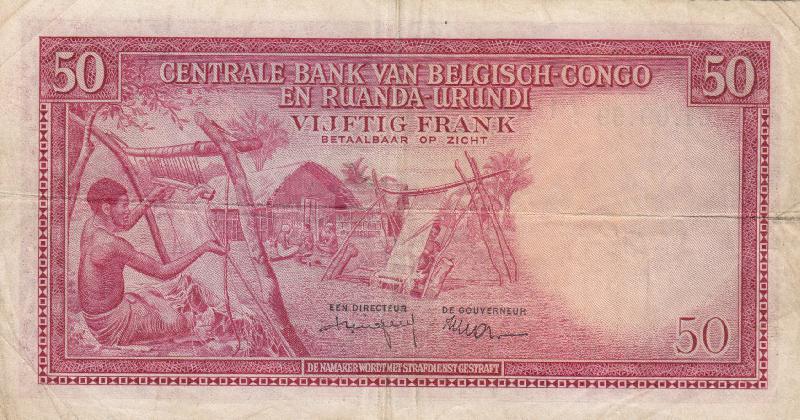 50 CENTRALE BANK VAN BELGISCH-CONGO 50
EN RUANDA-URUNDI
VIJFTIG FRANK
BETAALBAAR OP ZICHT
EEN DIRECTEUR DE GOUVERNEUR
50
DE NAMAKER WORDT MET STRAFDIENST GESTRAFT